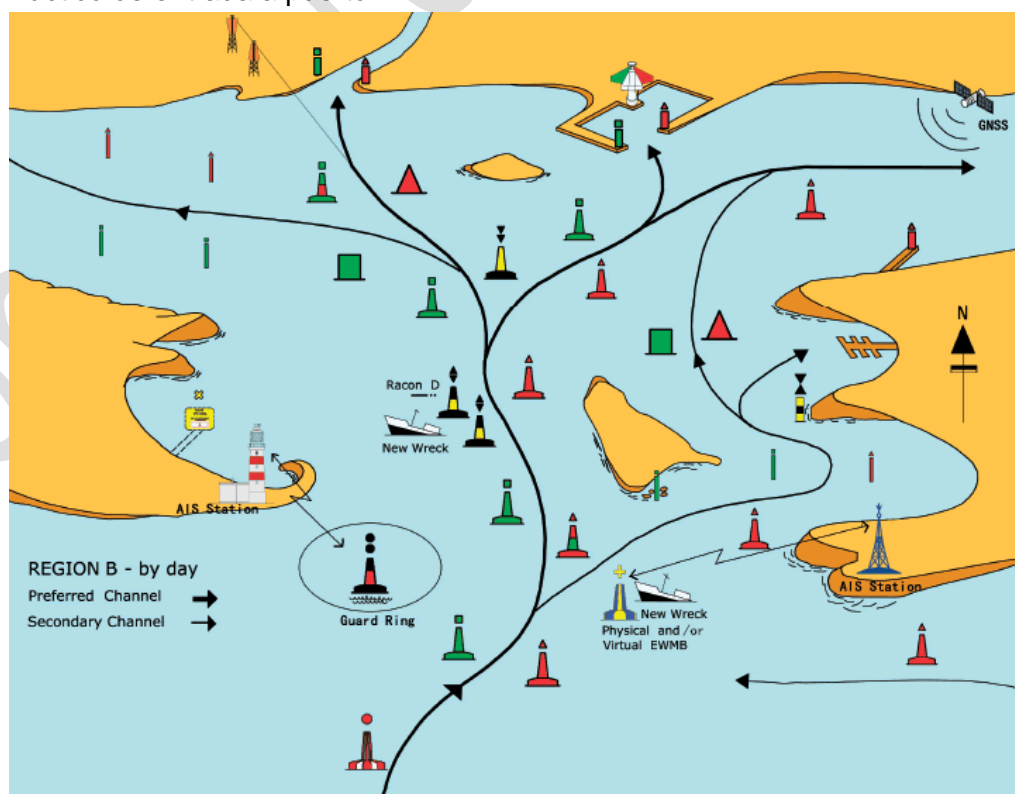 GNSS
N
Racon D
New Wreck
AIS Station
REGION B - by day
Preferred Channel
Secondary Channel
Guard Ring
New Wreck
Physical and /or
Virtual EWMB
AIS Station